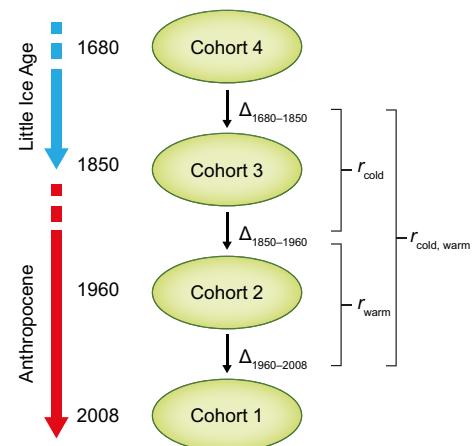 Little Ice Age
Anthropocene
1680
Cohort 4
Δ1680–1850
1850
Cohort 3
rcold
Δ1850–1960
rcold, warm
1960
Cohort 2
rwarm
Δ1960–2008
2008
Cohort 1